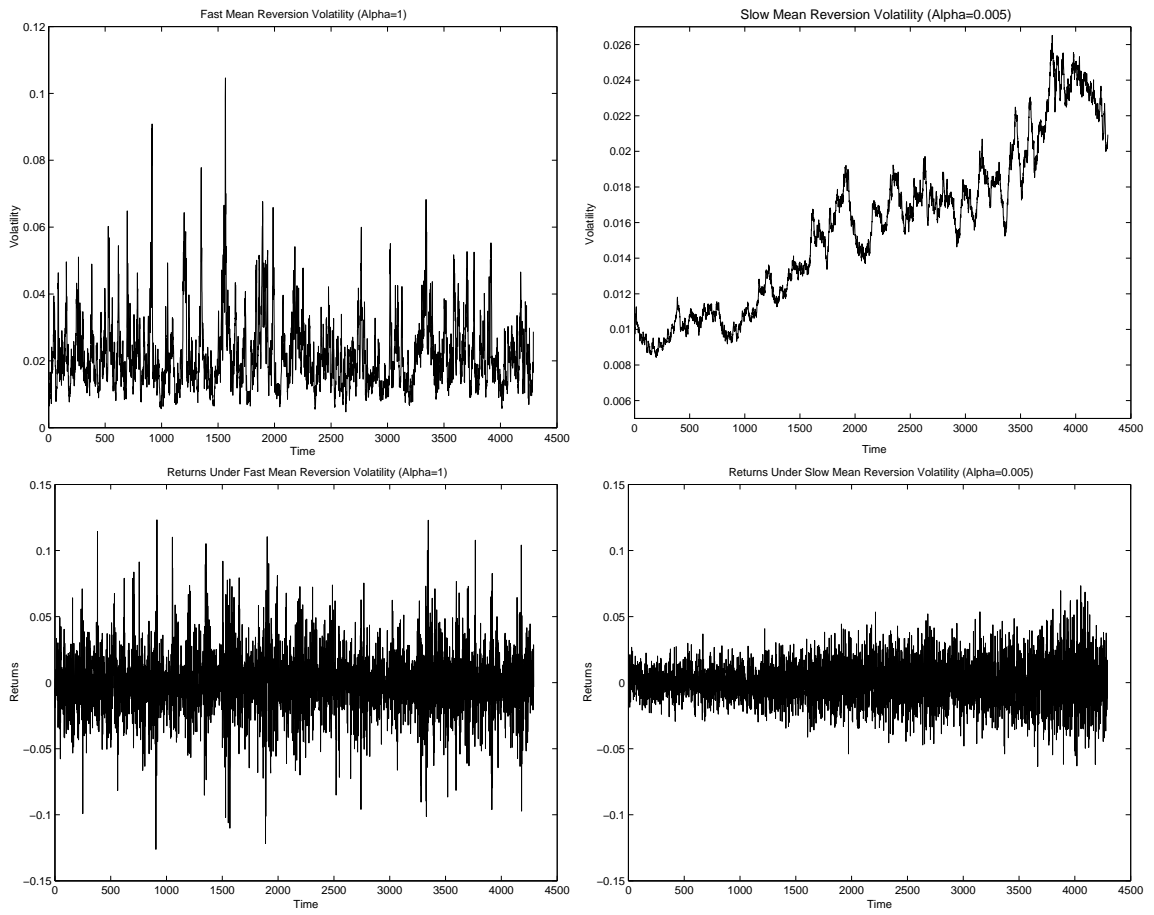 Fast Mean Reversion Volatility (Alpha=1)
0.12
0.1
0.08
0.06
0.04
0.02
0
Volatility
0 500 1000 1500 2000 2500 3000 3500 4000 4500
Time
Slow Mean Reversion Volatility (Alpha=0.005)
0.026
0.024
0.022
0.02
0.018
0.016
0.014
0.012
0.01
0.008
0.006
Volatility
0 500 1000 1500 2000 2500 3000 3500 4000 4500
Time
Returns Under Fast Mean Reversion Volatility (Alpha=1)
0.15
0.1
0.05
0
−0.05
−0.1
−0.15
Returns
0 500 1000 1500 2000 2500 3000 3500 4000 4500
Time
Returns Under Slow Mean Reversion Volatility (Alpha=0.005)
0.15
0.1
0.05
0
−0.05
−0.1
−0.15
Returns
0 500 1000 1500 2000 2500 3000 3500 4000 4500
Time